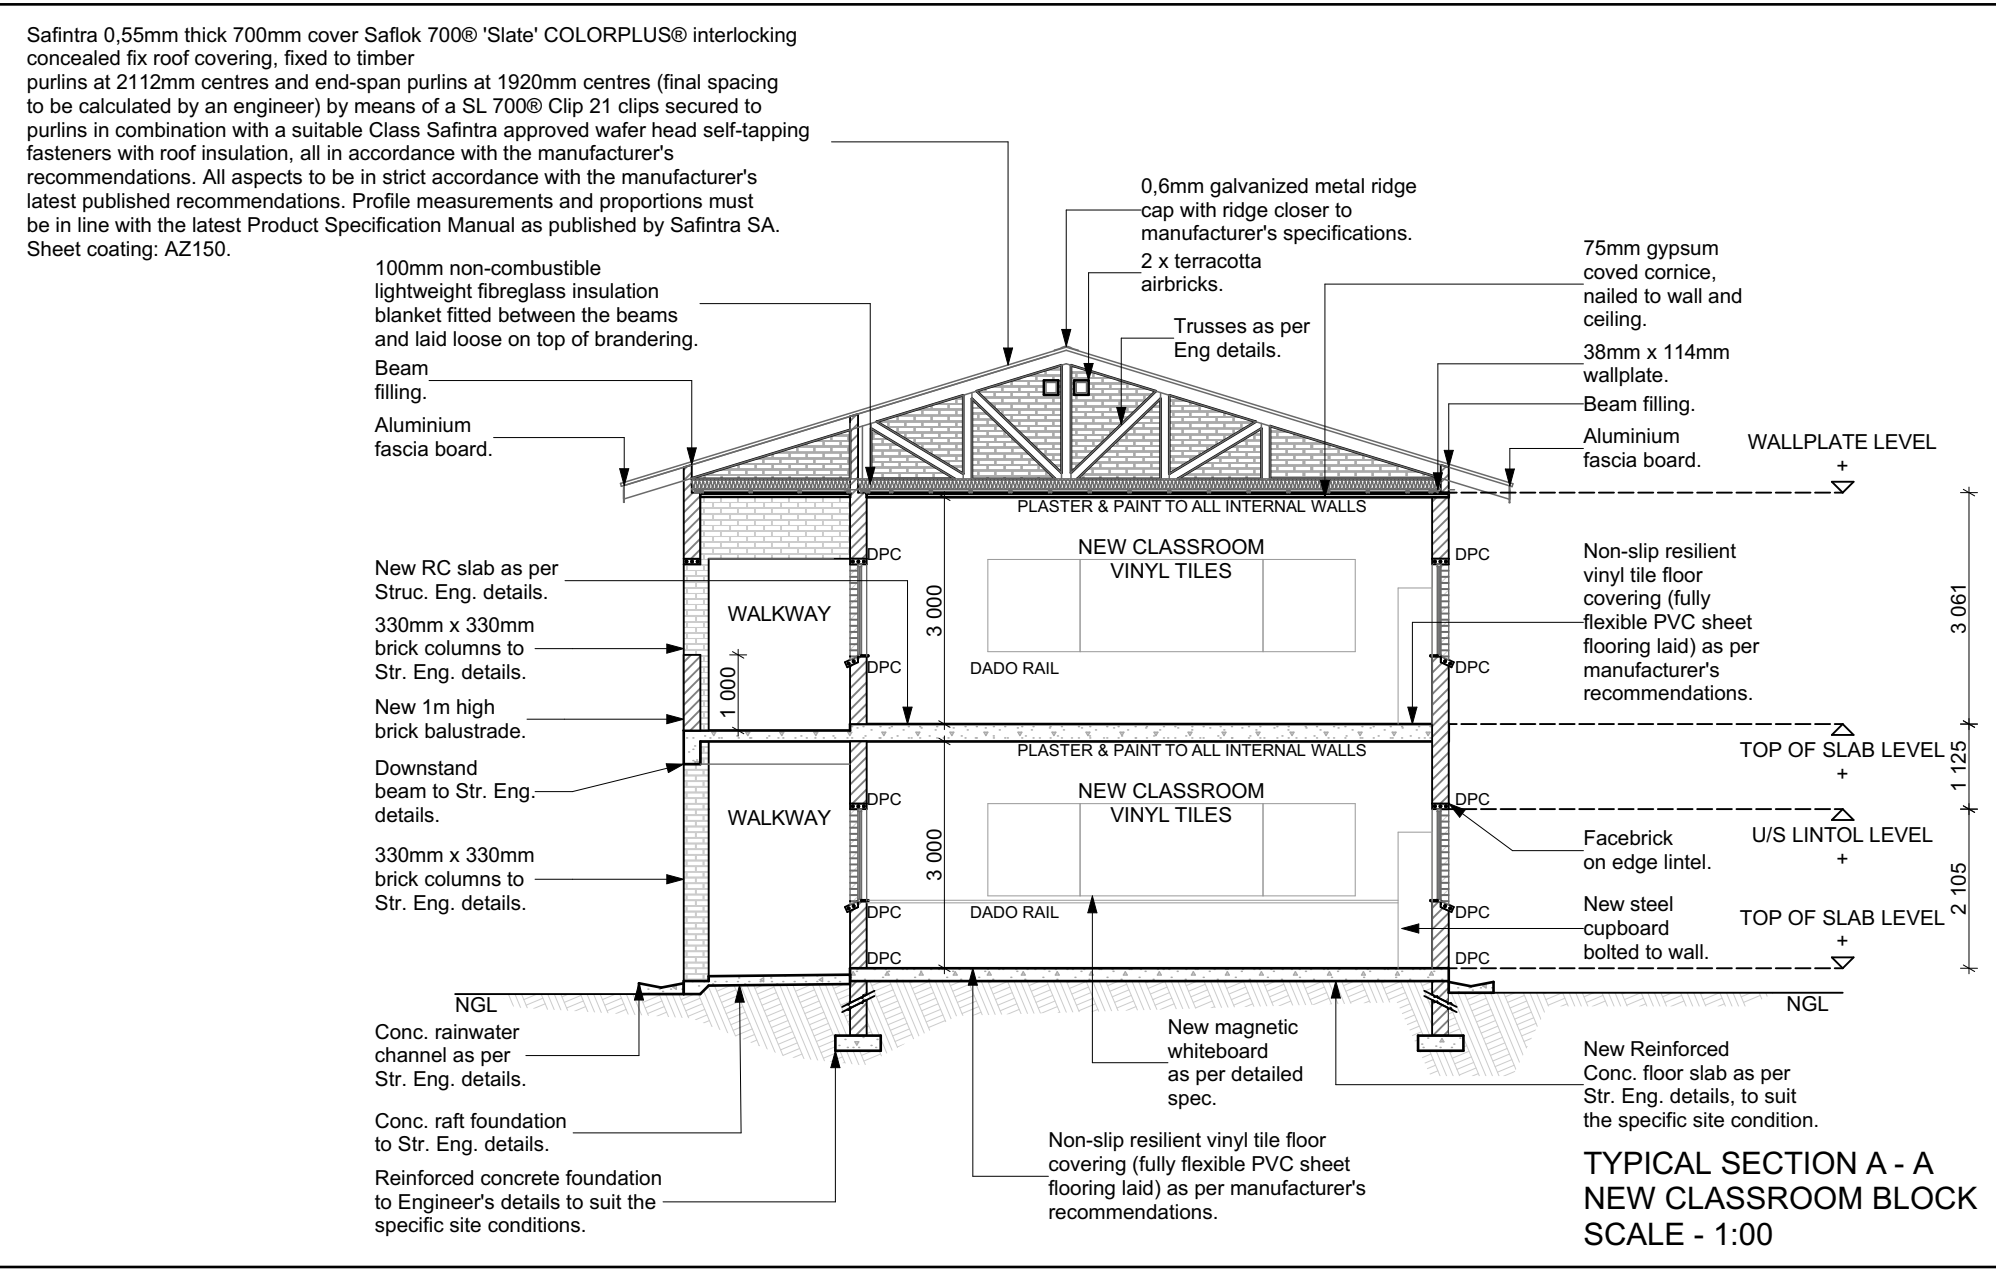 Safintra 0,55mm thick 700mm cover Saflok 700® 'Slate' COLORPLUS® interlocking
concealed fix roof covering, fixed to timber
purlins at 2112mm centres and end-span purlins at 1920mm centres (final spacing
to be calculated by an engineer) by means of a SL 700® Clip 21 clips secured to
purlins in combination with a suitable Class Safintra approved wafer head self-tapping
fasteners with roof insulation, all in accordance with the manufacturer's
recommendations. All aspects to be in strict accordance with the manufacturer's
latest published recommendations. Profile measurements and proportions must
be in line with the latest Product Specification Manual as published by Safintra SA.
Sheet coating: AZ150.
100mm non-combustible
lightweight fibreglass insulation
blanket fitted between the beams
and laid loose on top of brandering.
Beam
filling.
Aluminium
fascia board.
New RC slab as per
Struc. Eng. details.
330mm x 330mm
brick columns to
Str. Eng. details.
New 1m high
brick balustrade.
Downstand
beam to Str. Eng.
details.
330mm x 330mm
brick columns to
Str. Eng. details.
NGL
Conc. rainwater
channel as per
Str. Eng. details.
Conc. raft foundation
to Str. Eng. details.
Reinforced concrete foundation
to Engineer's details to suit the
specific site conditions.
0,6mm galvanized metal ridge
cap with ridge closer to
manufacturer's specifications.
2 x terracotta
airbricks.
Trusses as per
Eng details.
PLASTER & PAINT TO ALL INTERNAL WALLS
DPC
NEW CLASSROOM
VINYL TILES
DPC
WALKWAY
3 000
1 000
DPC
DADO RAIL
DPC
PLASTER & PAINT TO ALL INTERNAL WALLS
DPC
NEW CLASSROOM
VINYL TILES
DPC
WALKWAY
3 000
DPC
DADO RAIL
DPC
DPC
DPC
New magnetic
whiteboard
as per detailed
spec.
Non-slip resilient vinyl tile floor
covering (fully flexible PVC sheet
flooring laid) as per manufacturer's
recommendations.
75mm gypsum
coved cornice,
nailed to wall and
ceiling.
38mm x 114mm
wallplate.
Beam filling.
Aluminium
fascia board.
WALLPLATE LEVEL
+
Non-slip resilient
vinyl tile floor
covering (fully
flexible PVC sheet
flooring laid) as per
manufacturer's
recommendations.
3 061
TOP OF SLAB LEVEL
+
1 125
U/S LINTOL LEVEL
+
Facebrick
on edge lintel.
2 105
New steel
cupboard
bolted to wall.
TOP OF SLAB LEVEL
+
NGL
New Reinforced
Conc. floor slab as per
Str. Eng. details, to suit
the specific site condition.
TYPICAL SECTION A - A
NEW CLASSROOM BLOCK
SCALE - 1:00